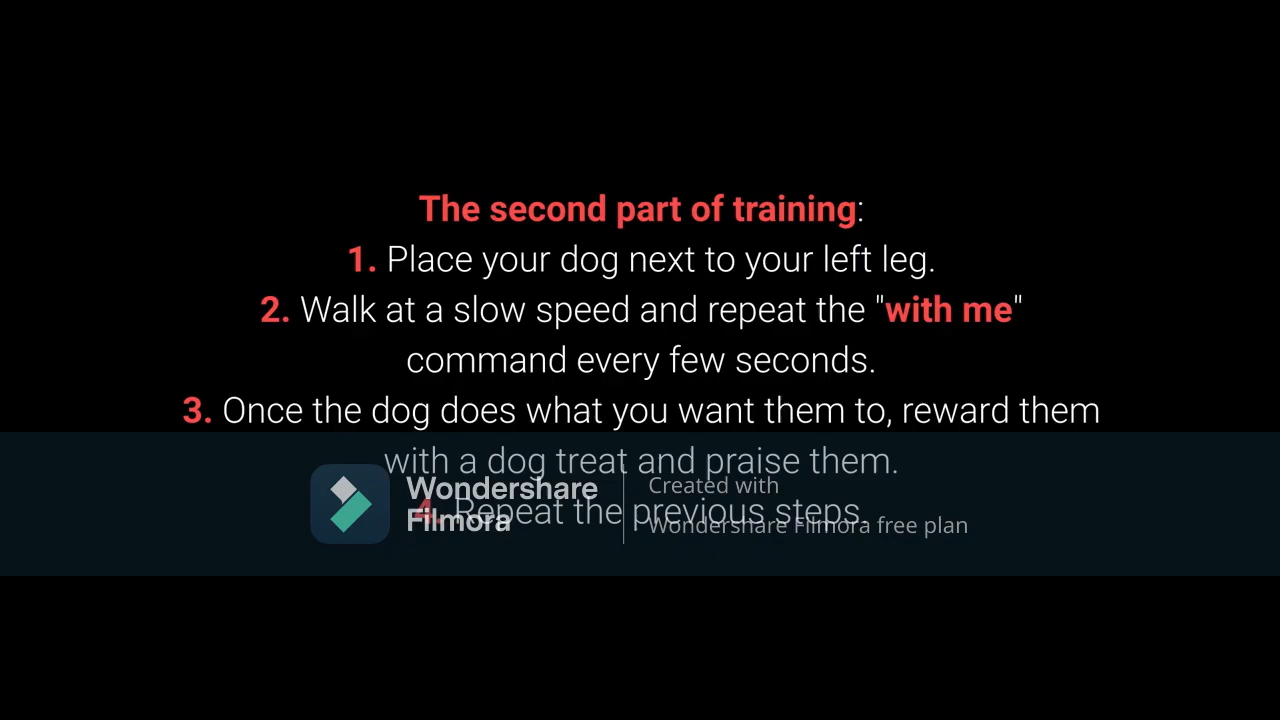 The second part of training:
1. Place your dog next to your left leg.
2. Walk at a slow speed and repeat the "with me"
command every few seconds.
3. Once the dog does what you want them to, reward them
with a dog treat and praise them.
4. Repeat the previous steps.
Wondershare
Filmora
Created with
Wondershare Filmora free plan